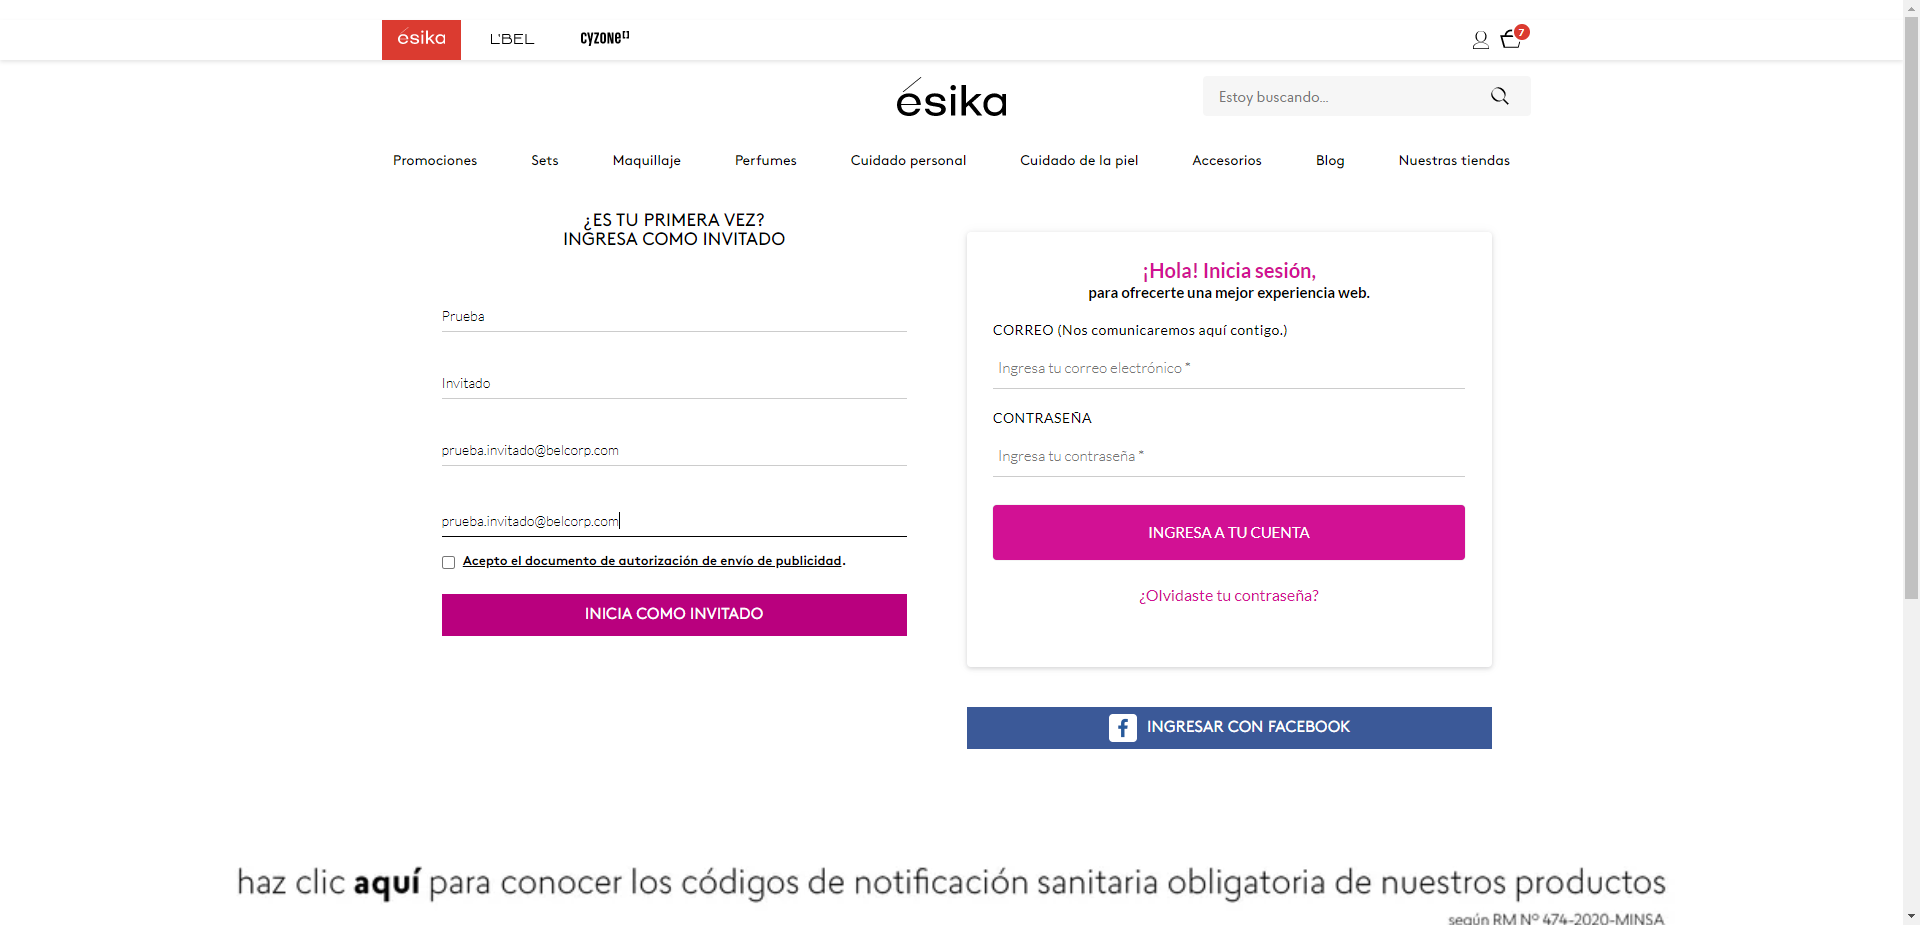 ésika L'BEL CYZONE 7
ésika
Estoy buscando...
Promociones Sets Maquillaje Perfumes Cuidado personal Cuidado de la piel Accesorios Blog Nuestras tiendas
¿ES TU PRIMERA VEZ?
INGRESA COMO INVITADO
Prueba
Invitado
prueba.invitado@belcorp.com
prueba.invitado@belcorp.com
Acepto el documento de autorización de envío de publicidad.
INICIA COMO INVITADO
¡Hola! Inicia sesión,
para ofrecerte una mejor experiencia web.
CORREO (Nos comunicaremos aquí contigo.)
Ingresa tu correo electrónico *
CONTRASEÑA
Ingresa tu contraseña *
INGRESA A TU CUENTA
¿Olvidaste tu contraseña?
INGRESAR CON FACEBOOK
haz clic aquí para conocer los códigos de notificación sanitaria obligatoria de nuestros productos
según RM Nº 474-2020-MINSA